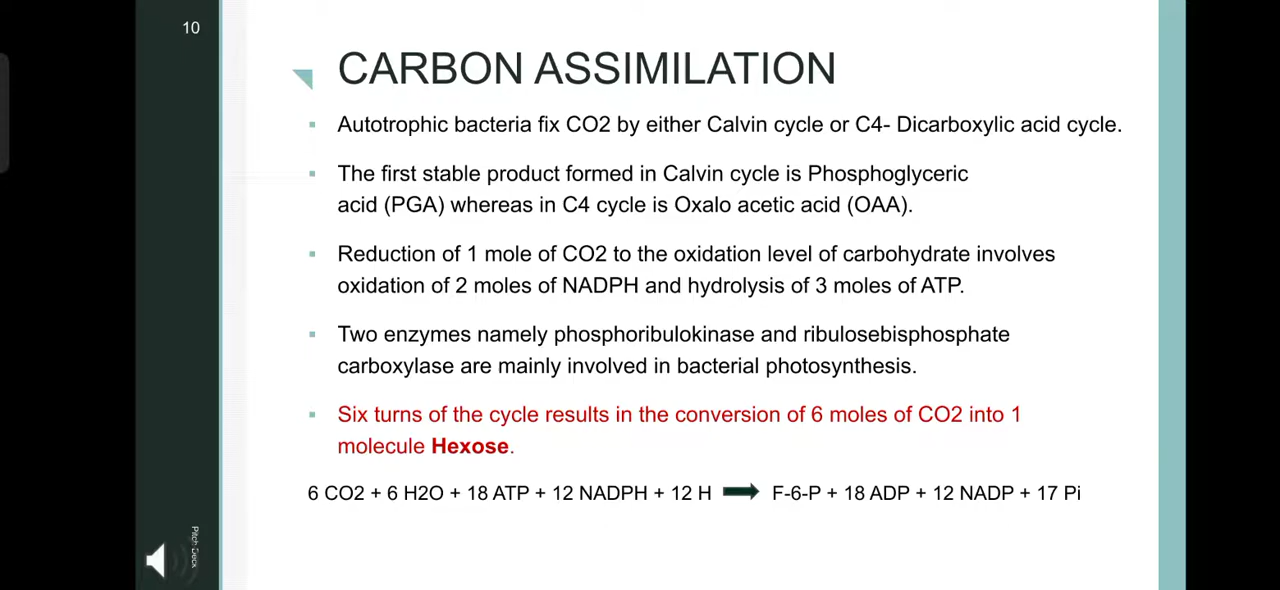 10
CARBON ASSIMILATION
Autotrophic bacteria fix CO2 by either Calvin cycle or C4- Dicarboxylic acid cycle.
The first stable product formed in Calvin cycle is Phosphoglyceric
acid (PGA) whereas in C4 cycle is Oxalo acetic acid (OAA).
Reduction of 1 mole of CO2 to the oxidation level of carbohydrate involves
oxidation of 2 moles of NADPH and hydrolysis of 3 moles of ATP.
Two enzymes namely phosphoribulokinase and ribulosebisphosphate
carboxylase are mainly involved in bacterial photosynthesis.
Six turns of the cycle results in the conversion of 6 moles of CO2 into 1
molecule Hexose.
6 CO2 + 6 H2O + 18 ATP + 12 NADPH + 12 H ➡ F-6-P + 18 ADP + 12 NADP + 17 Pi
Pitch Deck